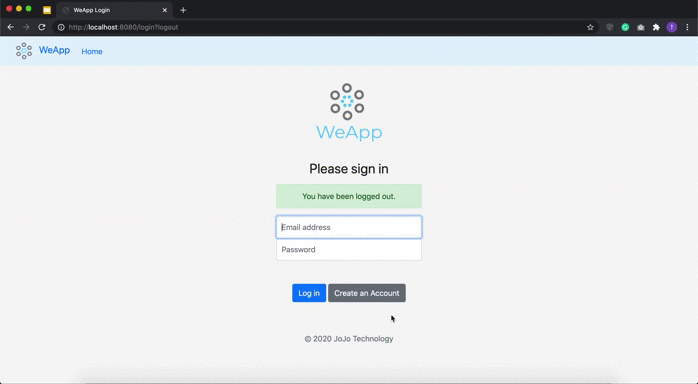 WeApp Login
http://localhost:8080/login?logout
T
WeApp Home
WeApp
Please sign in
You have been logged out.
Email address
Password
Log in Create an Account
© 2020 JoJo Technology